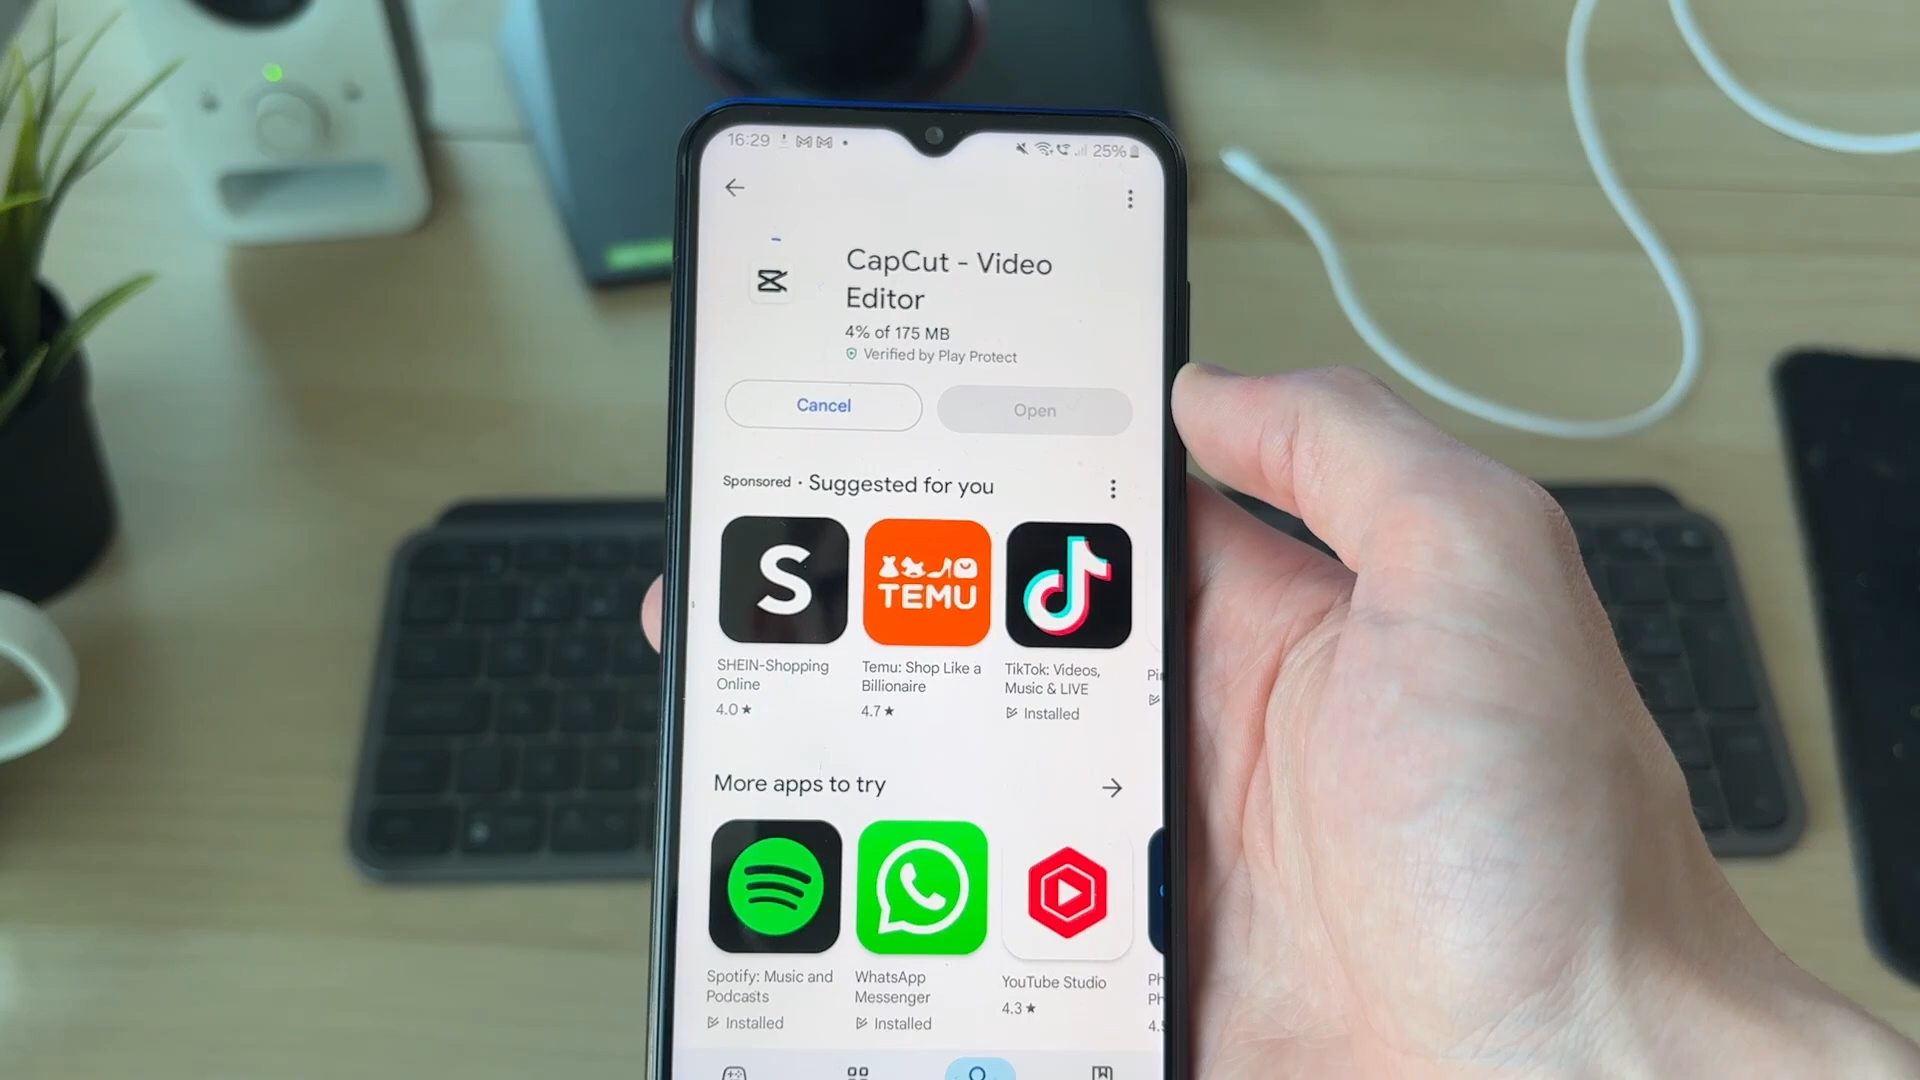 16:29
25%
CapCut - Video
Editor
4% of 175 MB
Verified by Play Protect
Cancel
Open
Sponsored • Suggested for you
S
TEMU
SHEIN-Shopping
Online
4.0★
Temu: Shop Like a
Billionaire
4.7★
TikTok: Videos,
Music & LIVE
Installed
More apps to try
Spotify: Music and
Podcasts
Installed
WhatsApp
Messenger
Installed
YouTube Studio
4.3★